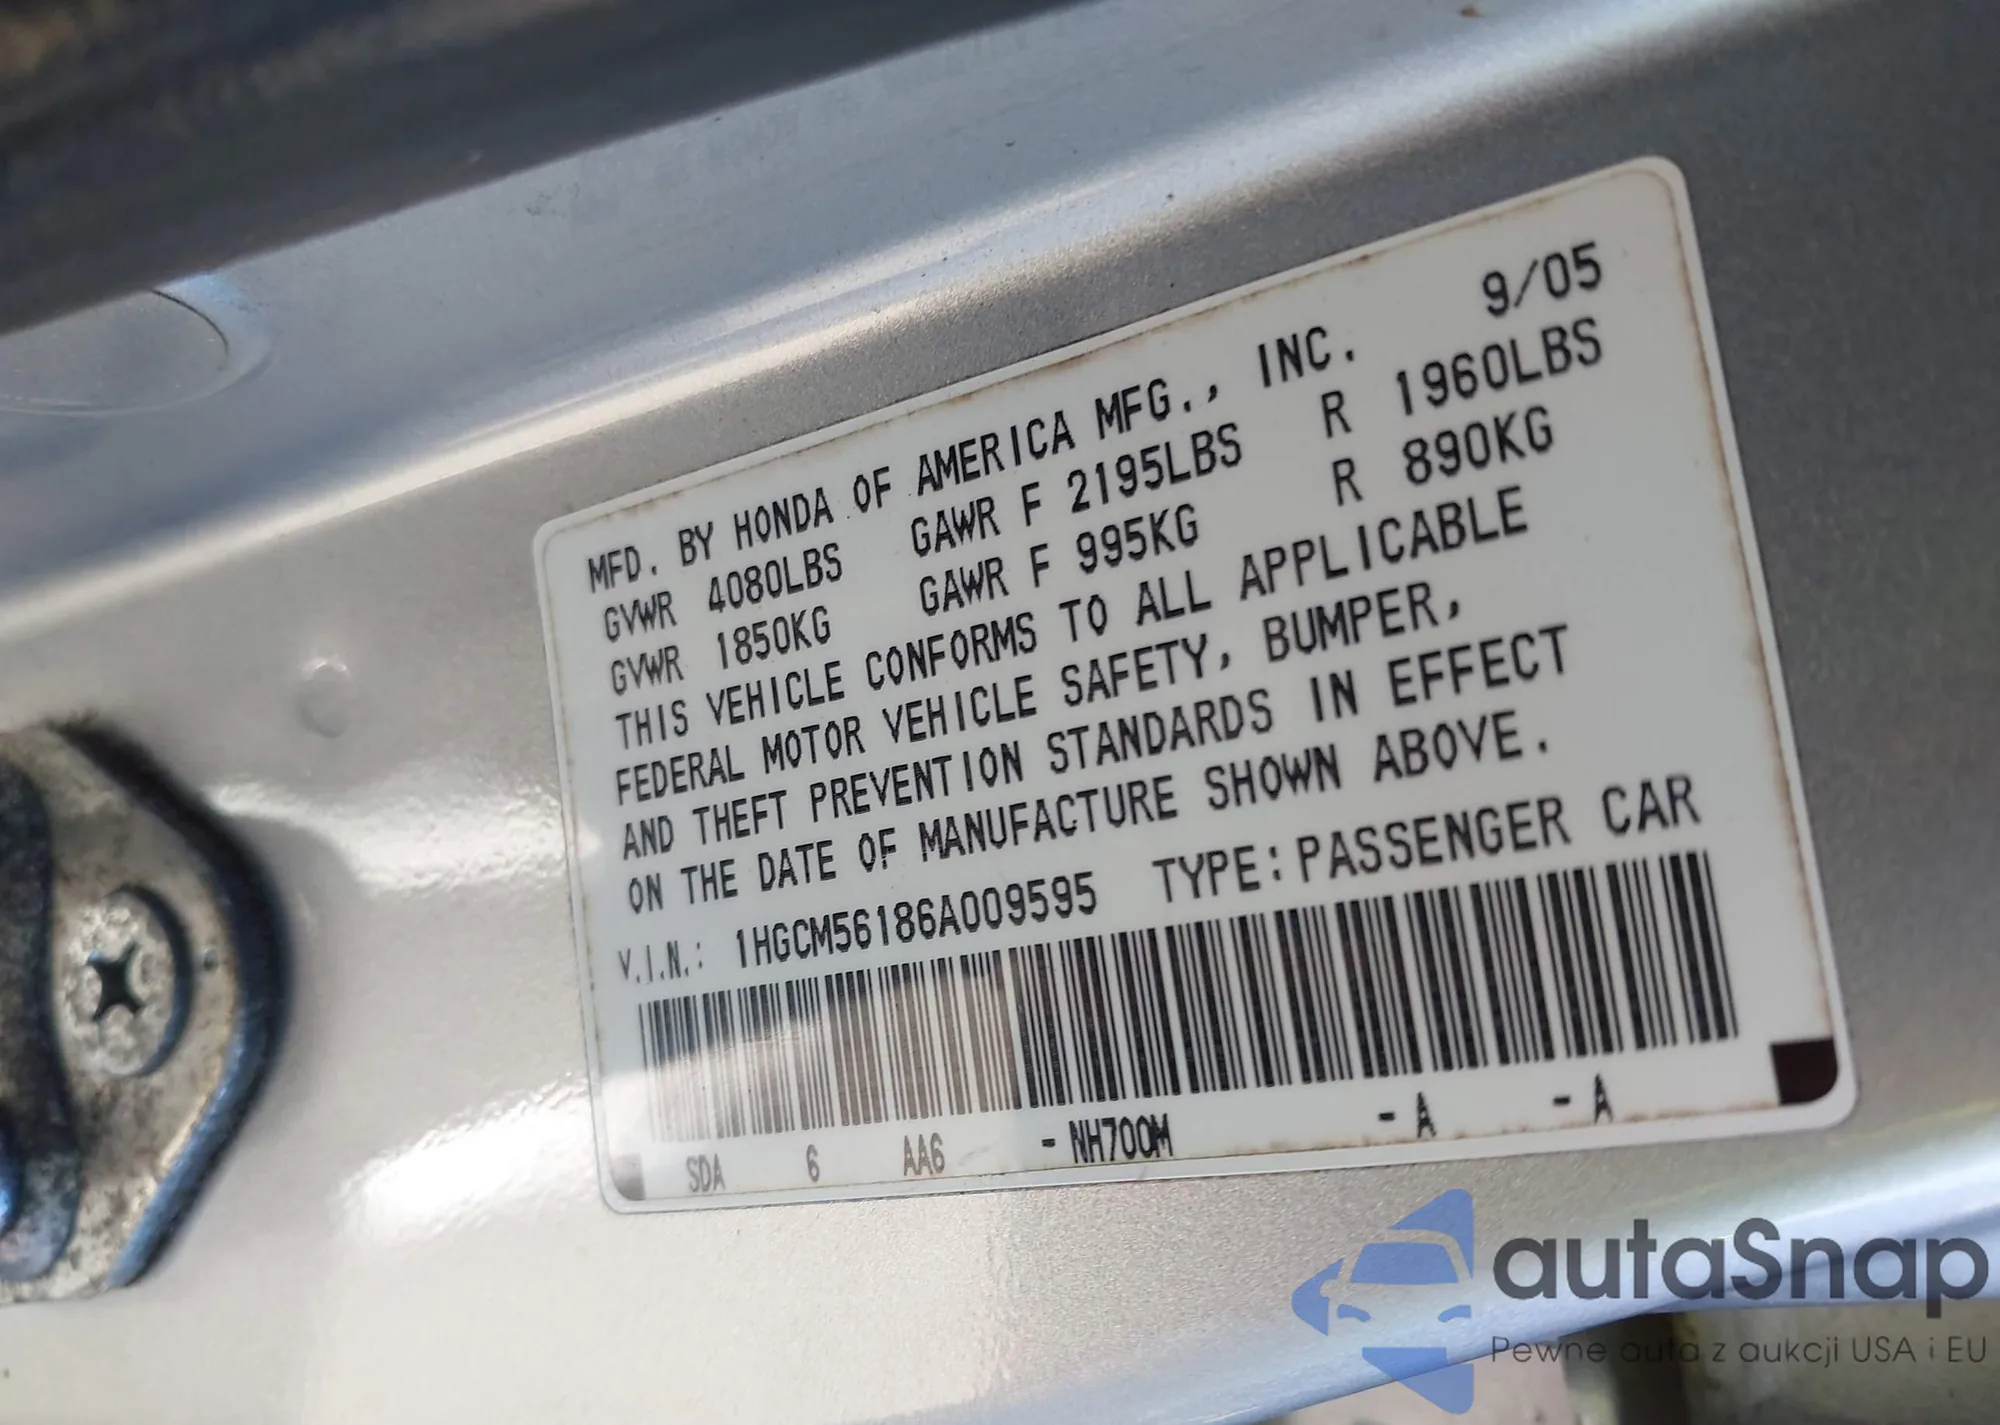 MFD. BY HONDA OF AMERICA MFG., INC. 9/05
GVWR 4080LBS GAWR F 2195LBS R 1960LBS
GVWR 1850KG GAWR F 995KG R 890KG
THIS VEHICLE CONFORMS TO ALL APPLICABLE
FEDERAL MOTOR VEHICLE SAFETY, BUMPER,
AND THEFT PREVENTION STANDARDS IN EFFECT
ON THE DATE OF MANUFACTURE SHOWN ABOVE.
V.I.N.: 1HGCM56186A009595 TYPE: PASSENGER CAR
SDA 6 AA6 - NH700M - A - A
autaSnap
Pewne auta z aukcji USA i EU